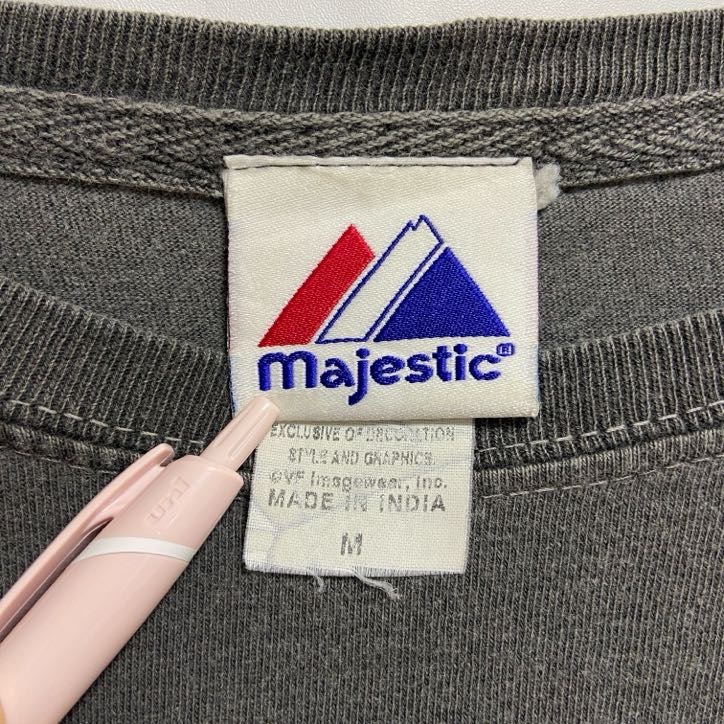 majestic®
EXCLUSIVE OF DECORATION
STYLE AND GRAPHICS.
©VF Imagewear, Inc.
MADE IN INDIA
M
uni